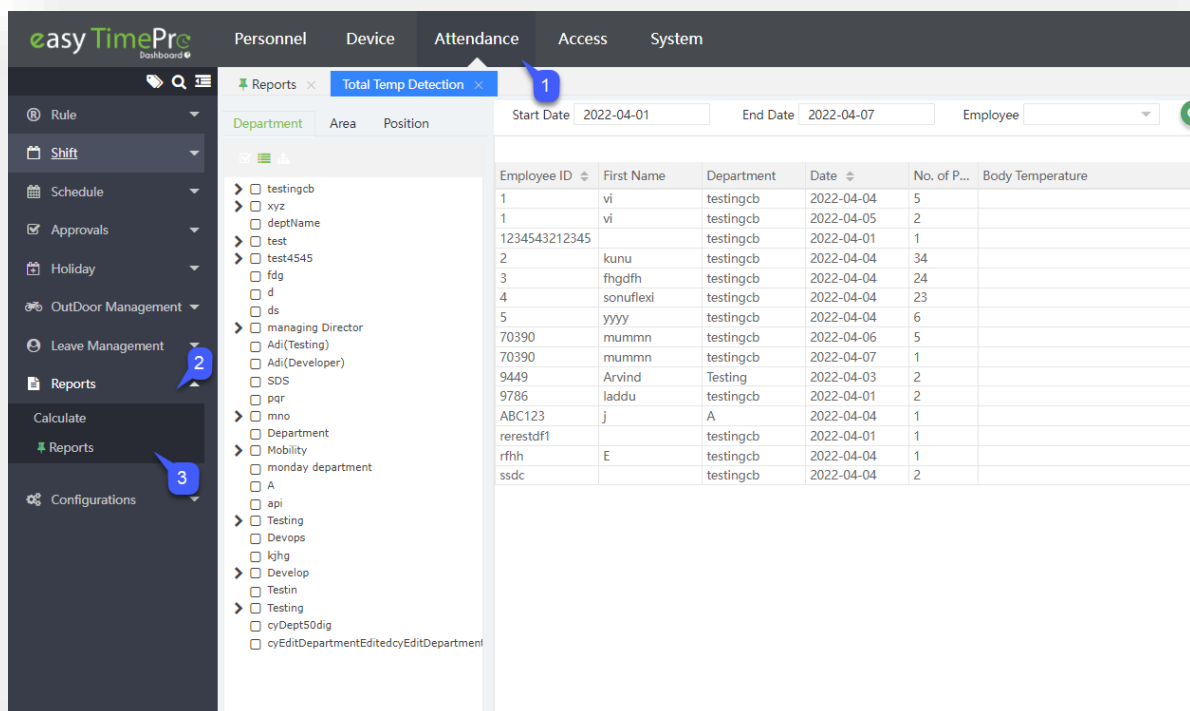 easy TimePro
Dashboard
Personnel Device Attendance Access System
1
Reports × Total Temp Detection ×
Rule
Shift
Schedule
Approvals
Holiday
OutDoor Management
Leave Management
2
Reports
Calculate
Reports
3
Configurations
Department Area Position
testingcb
xyz
deptName
test
test4545
fdg
d
ds
managing Director
Adi(Testing)
Adi(Developer)
SDS
pqr
mno
Department
Mobility
monday department
A
api
Testing
Devops
kjhg
Develop
Testin
Testing
cyDept50dig
cyEditDepartmentEditedcyEditDepartment
Start Date 2022-04-01 End Date 2022-04-07 Employee
Employee ID First Name Department Date No. of P... Body Temperature
1 vi testingcb 2022-04-04 5
1 vi testingcb 2022-04-05 2
1234543212345 testingcb 2022-04-01 1
2 kunu testingcb 2022-04-04 34
3 fhgdfh testingcb 2022-04-04 24
4 sonuflexi testingcb 2022-04-04 23
5 yyyy testingcb 2022-04-04 6
70390 mummn testingcb 2022-04-06 5
70390 mummn testingcb 2022-04-07 1
9449 Arvind Testing 2022-04-03 2
9786 laddu testingcb 2022-04-01 2
ABC123 j A 2022-04-04 1
rerestdf1 testingcb 2022-04-01 1
rfhh E testingcb 2022-04-04 1
ssdc testingcb 2022-04-04 2